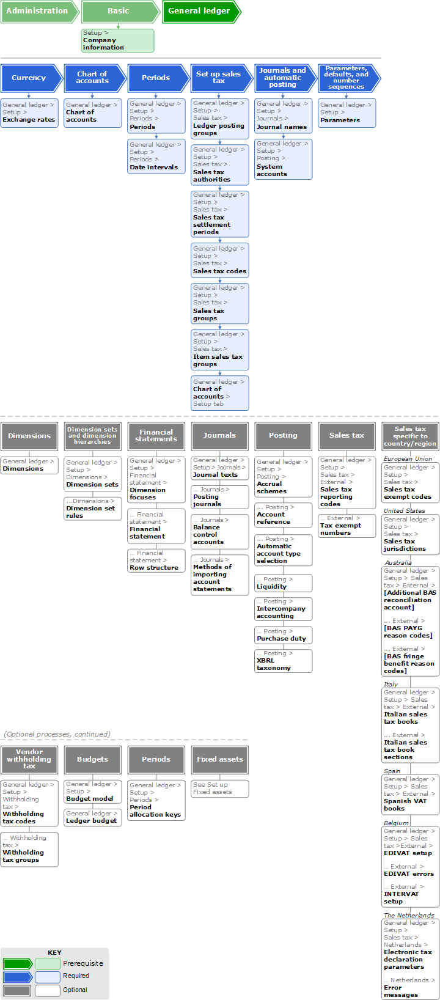 Administration
Basic
General ledger
Setup >
Company
information
Currency
General ledger >
Setup >
Exchange rates
Chart of
accounts
General ledger >
Chart of
accounts
Periods
General ledger >
Setup >
Periods >
Periods
General ledger >
Setup >
Periods >
Date intervals
Set up sales
tax
General ledger >
Setup >
Sales tax >
Ledger posting
groups
General ledger >
Setup >
Sales tax >
Sales tax
authorities
General ledger >
Setup >
Sales tax >
Sales tax
settlement
periods
General ledger >
Setup >
Sales tax >
Sales tax codes
General ledger >
Setup >
Sales tax >
Sales tax
groups
General ledger >
Setup >
Sales tax >
Item sales tax
groups
General ledger >
Chart of
accounts >
Setup tab
Journals and
automatic
posting
General ledger >
Setup >
Journals >
Journal names
General ledger >
Setup >
Posting >
System
accounts
Parameters,
defaults, and
number
sequences
General ledger >
Setup >
Parameters
Dimensions
General ledger >
Dimensions
Dimension sets
and dimension
hierarchies
General ledger >
Setup >
Dimensions >
Dimension sets
...Dimensions >
Dimension set
rules
Financial
statements
General ledger >
Setup >
Financial
statement >
Dimension
focuses
... Financial
statement >
Financial
statement
... Financial
statement >
Row structure
Journals
General ledger >
Setup > Journals >
Journal texts
... Journals >
Posting
journals
... Journals >
Balance
control
accounts
... Journals >
Methods of
importing
account
statements
Posting
General ledger >
Setup >
Posting >
Accrual
schemes
... Posting >
Account
reference
... Posting >
Automatic
account type
selection
... Posting >
Liquidity
... Posting >
Intercompany
accounting
... Posting >
Purchase duty
... Posting >
XBRL
taxonomy
Sales tax
General ledger >
Setup >
Sales tax >
External >
Sales tax
reporting
codes
... External >
Tax exempt
numbers
Sales tax
specific to
country/region
European Union
General ledger >
Setup >
Sales tax >
Sales tax
exempt codes
United States
General ledger >
Setup >
Sales tax >
Sales tax
jurisdictions
Australia
General ledger >
Setup > Sales
tax > External >
[Additional BAS
reconciliation
account]
... External >
[BAS PAYG
reason codes]
... External >
[BAS fringe
benefit reason
codes]
Italy
General ledger >
Setup > Sales
tax > External >
Italian sales
tax books
... External >
Italian sales
tax book
sections
Spain
General ledger >
Setup > Sales
tax > External >
Spanish VAT
books
Belgium
General ledger >
Setup > Sales
tax >External >
EDIVAT setup
... External >
EDIVAT errors
... External >
INTERVAT
setup
The Netherlands
General ledger >
Setup >
Sales tax >
Netherlands >
Electronic tax
declaration
parameters
... Netherlands >
Error
messages
(Optional processes, continued)
Vendor
withholding
tax
General ledger >
Setup >
Withholding
tax >
Withholding
tax codes
... Withholding
tax >
Withholding
tax groups
Budgets
General ledger >
Setup >
Budget model
General ledger >
Ledger budget
Periods
General ledger >
Setup >
Periods >
Period
allocation keys
Fixed assets
See Set up
Fixed assets
KEY
Prerequisite
Required
Optional